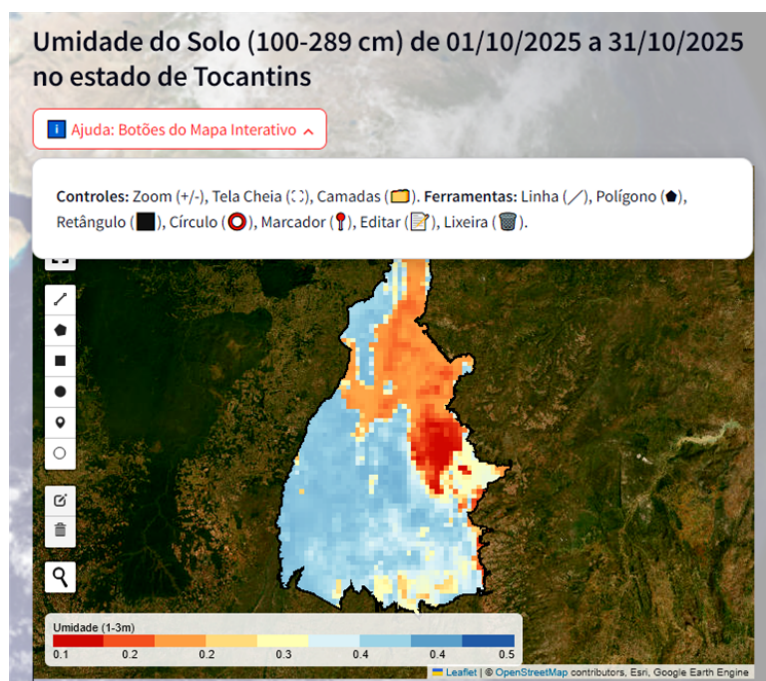 Umidade do Solo (100-289 cm) de 01/10/2025 a 31/10/2025
no estado de Tocantins
Ajuda: Botões do Mapa Interativo
Controles: Zoom (+/-), Tela Cheia (⛶), Camadas (📁). Ferramentas: Linha (／), Polígono (⬟),
Retângulo (⬛), Círculo (⭕), Marcador (📍), Editar (📝), Lixeira (🗑️).
Umidade (1-3m)
0.1 0.2 0.2 0.3 0.4 0.4 0.5
Leaflet | © OpenStreetMap contributors, Esri, Google Earth Engine